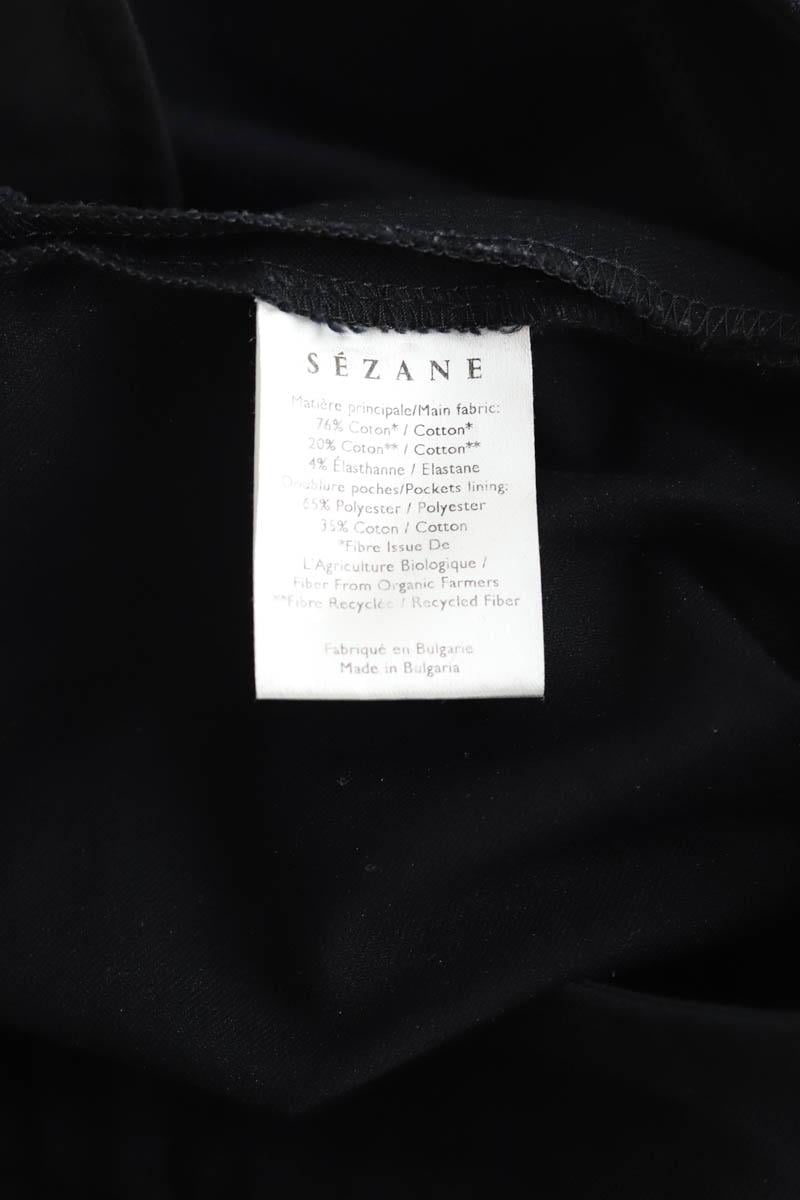 SÉZANE
Matière principale/Main fabric:
76% Coton* / Cotton*
20% Coton** / Cotton**
4% Élasthanne / Elastane
Doublure poches/Pockets lining:
65% Polyester / Polyester
35% Coton / Cotton
*Fibre Issue De
L'Agriculture Biologique /
Fiber From Organic Farmers
**Fibre Recyclée / Recycled Fiber
Fabriqué en Bulgarie
Made in Bulgaria